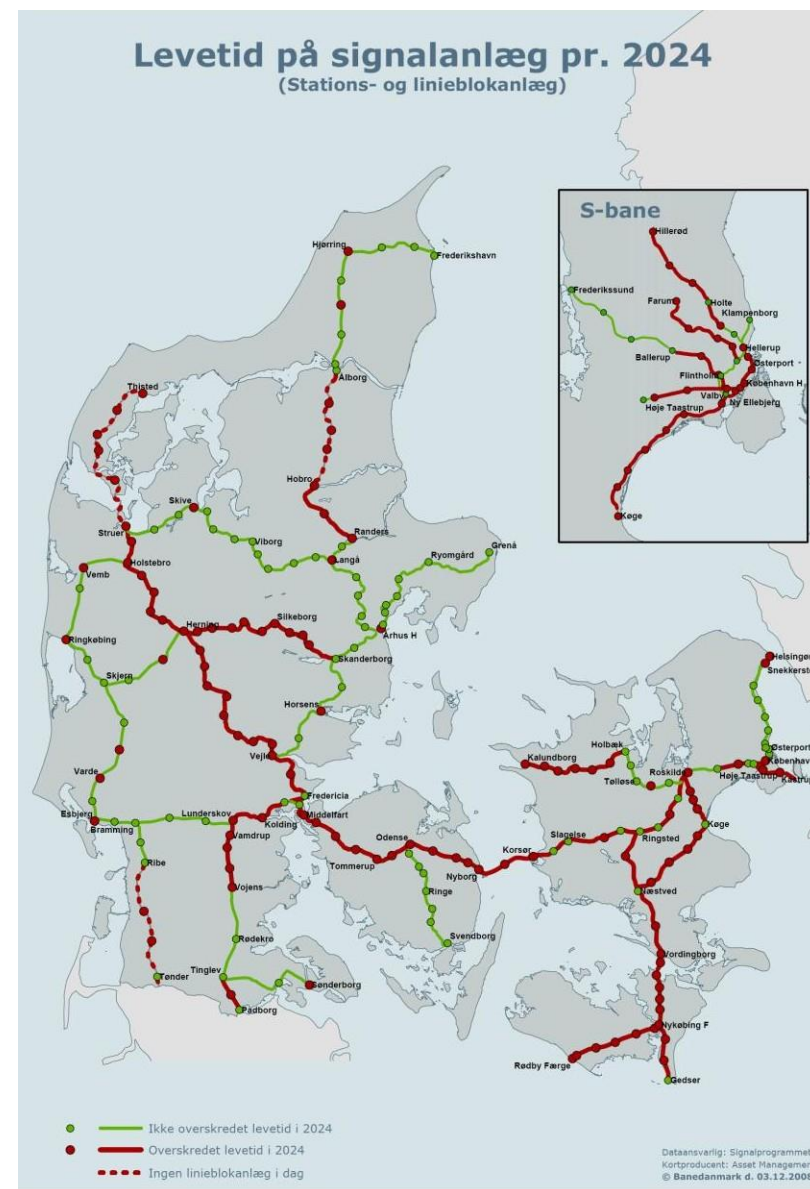 Levetid på signalanlæg pr. 2024
(Stations- og linieblokanlæg)
S-bane
Hillerød
Frederikssund
Farum
Holte
Klampenborg
Hellerup
Ballerup
Østerport
Flintholm
København H
Valby
Ny Ellebjerg
Høje Taastrup
Køge
Hjørring
Frederikshavn
Ålborg
Thisted
Hobro
Skive
Randers
Struer
Viborg
Grenå
Ryomgård
Langå
Holstebro
Vemb
Silkeborg
Herning
Århus H
Ringkøbing
Skanderborg
Skjern
Helsingør
Snekkersten
Horsens
Holbæk
Østerport
Vejle
Kalundborg
København
Roskilde
Høje Taastrup
Kastrup
Varde
Tølløse
Fredericia
Esbjerg
Lunderskov
Middelfart
Bramming
Kolding
Vamdrup
Odense
Slagelse
Køge
Korsør
Ringsted
Ribe
Tommerup
Nyborg
Vojens
Ringe
Næstved
Rødekro
Svendborg
Vordingborg
Tinglev
Tønder
Sønderborg
Padborg
Nykøbing F
Rødby Færge
Gedser
Ikke overskredet levetid i 2024
Overskredet levetid i 2024
Ingen linieblokanlæg i dag
Dataansvarlig: Signalprogrammet
Kortproducent: Asset Managemen
© Banedanmark d. 03.12.2008